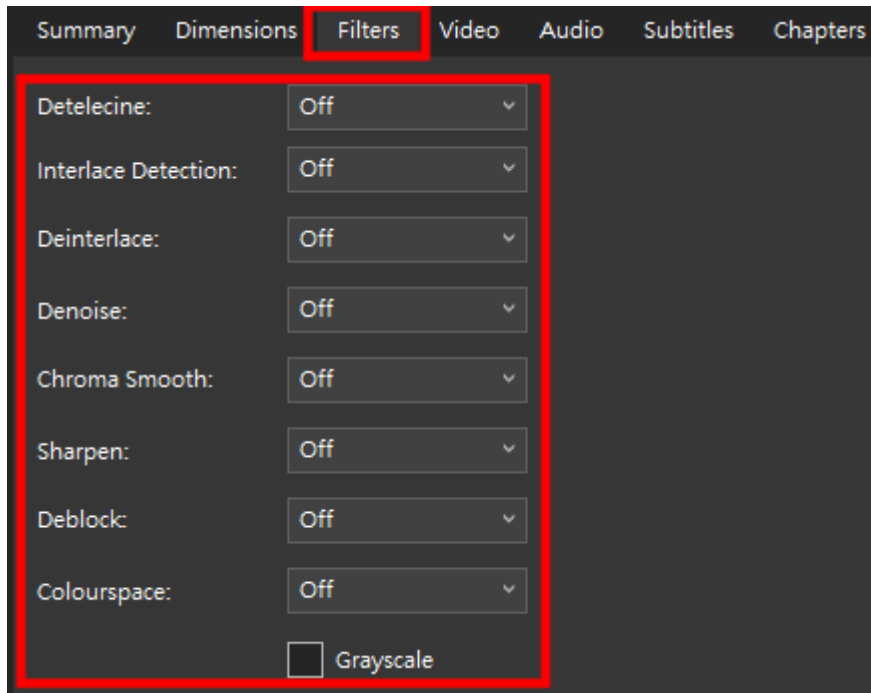 Summary Dimensions Filters Video Audio Subtitles Chapters
Detelecine: Off
Interlace Detection: Off
Deinterlace: Off
Denoise: Off
Chroma Smooth: Off
Sharpen: Off
Deblock: Off
Colourspace: Off
Grayscale